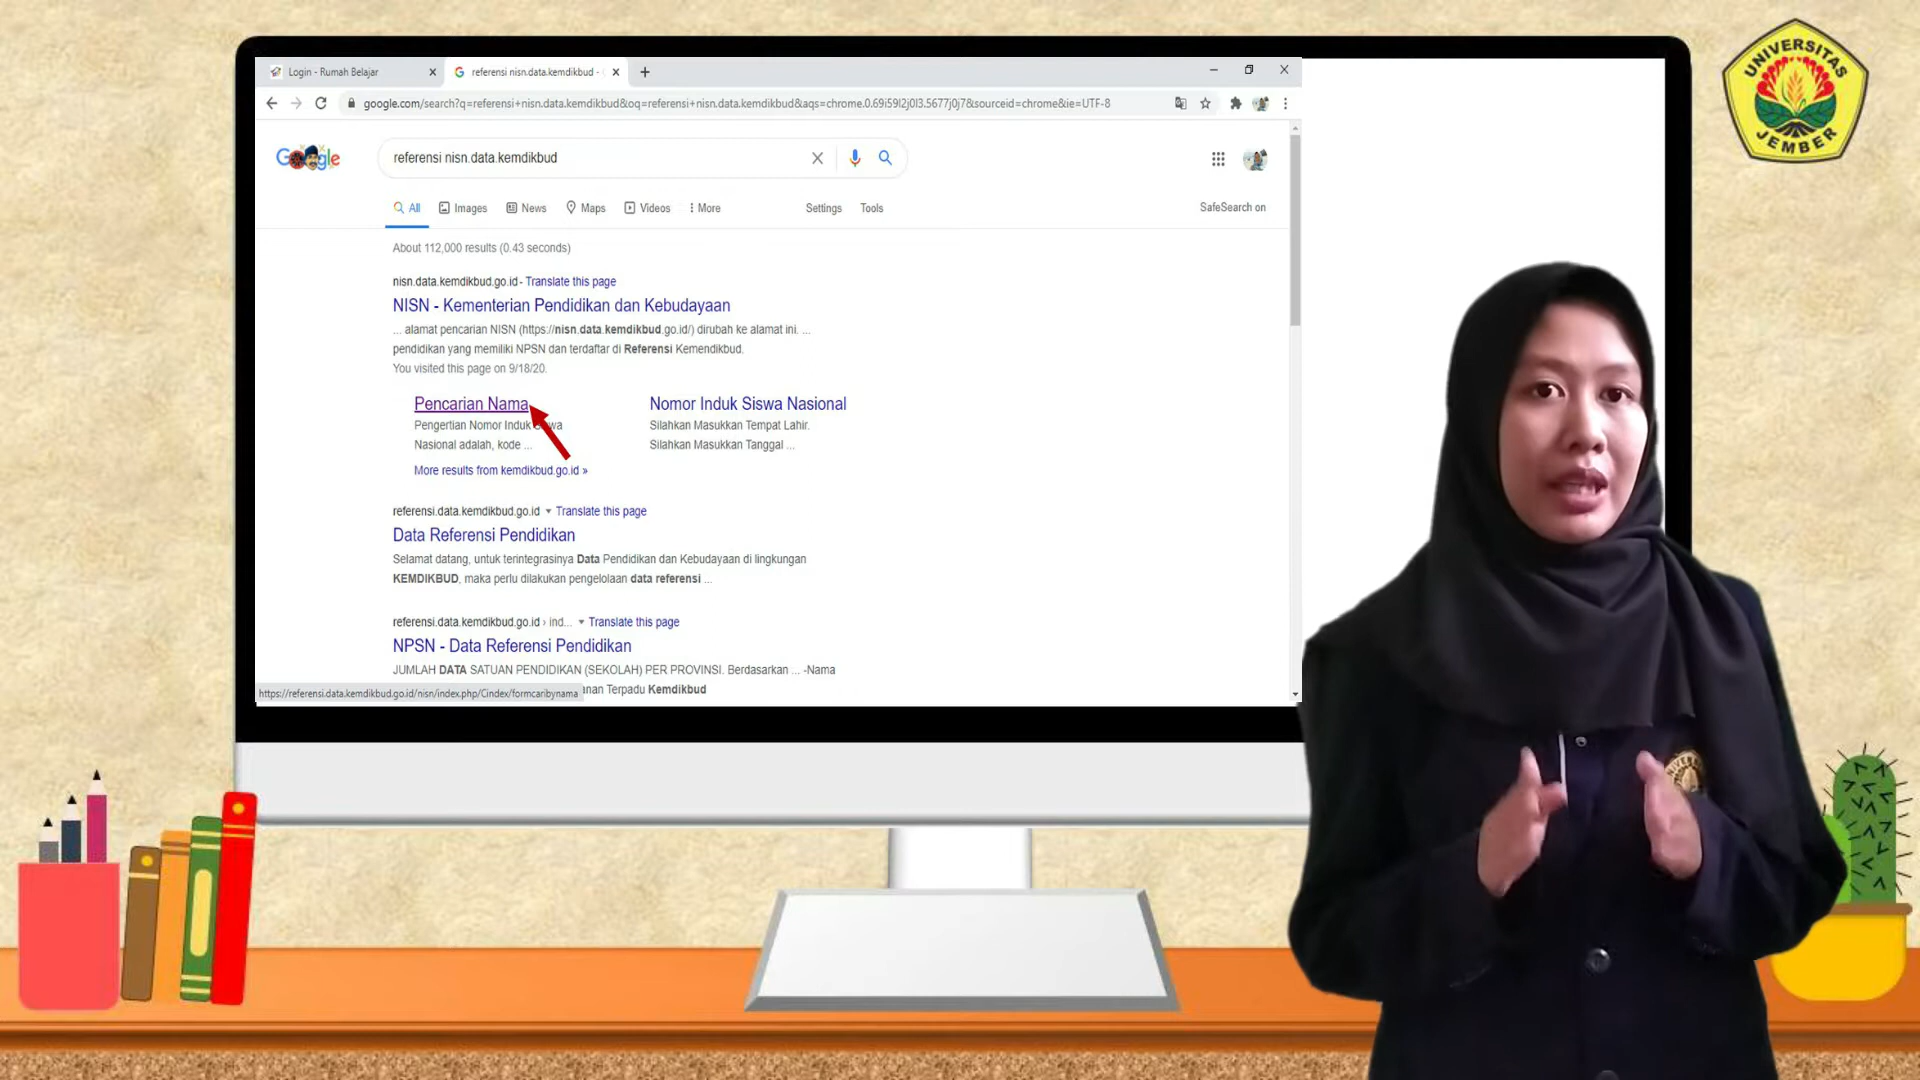 Login - Rumah Belajar
referensi nisn.data.kemdikbud -
google.com/search?q=referensi+nisn.data.kemdikbud&oq=referensi+nisn.data.kemdikbud&aqs=chrome.0.69i59l2j0l3.5677j0j7&sourceid=chrome&ie=UTF-8
Google
referensi nisn.data.kemdikbud
All Images News Maps Videos More Settings Tools SafeSearch on
About 112,000 results (0.43 seconds)
nisn.data.kemdikbud.go.id - Translate this page
NISN - Kementerian Pendidikan dan Kebudayaan
... alamat pencarian NISN (https://nisn.data.kemdikbud.go.id/) dirubah ke alamat ini. ...
pendidikan yang memiliki NPSN dan terdaftar di Referensi Kemendikbud.
You visited this page on 9/18/20.
Pencarian Nama
Pengertian Nomor Induk
Nasional adalah, kode ...
Nomor Induk Siswa Nasional
Silahkan Masukkan Tempat Lahir.
Silahkan Masukkan Tanggal ...
More results from kemdikbud.go.id »
referensi.data.kemdikbud.go.id Translate this page
Data Referensi Pendidikan
Selamat datang, untuk terintegrasinya Data Pendidikan dan Kebudayaan di lingkungan
KEMDIKBUD, maka perlu dilakukan pengelolaan data referensi ...
referensi.data.kemdikbud.go.id › ind... Translate this page
NPSN - Data Referensi Pendidikan
JUMLAH DATA SATUAN PENDIDIKAN (SEKOLAH) PER PROVINSI. Berdasarkan ... -Nama
Terpadu Kemdikbud
https://referensi.data.kemdikbud.go.id/nisn/index.php/Cindex/formcaribynama
UNIVERSITAS
JEMBER